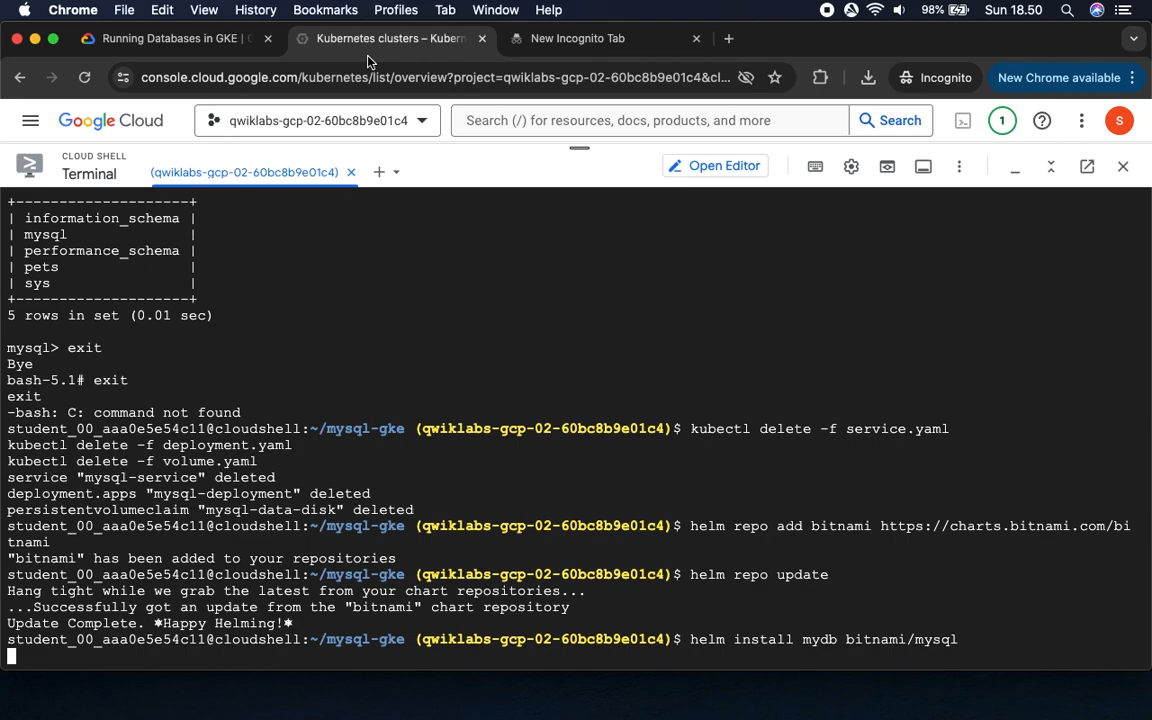 Chrome File Edit View History Bookmarks Profiles Tab Window Help 98% Sun 18.50
Running Databases in GKE | Kubernetes clusters – Kubern New Incognito Tab
console.cloud.google.com/kubernetes/list/overview?project=qwiklabs-gcp-02-60bc8b9e01c4&cl... Incognito New Chrome available
Google Cloud qwiklabs-gcp-02-60bc8b9e01c4 Search (/) for resources, docs, products, and more Search 1 S
CLOUD SHELL
Terminal (qwiklabs-gcp-02-60bc8b9e01c4) Open Editor
+--------------------+
| information_schema |
| mysql |
| performance_schema |
| pets |
| sys |
+--------------------+
5 rows in set (0.01 sec)
mysql> exit
Bye
bash-5.1# exit
exit
-bash: C: command not found
student_00_aaa0e5e54c11@cloudshell:~/mysql-gke (qwiklabs-gcp-02-60bc8b9e01c4)$ kubectl delete -f service.yaml
kubectl delete -f deployment.yaml
kubectl delete -f volume.yaml
service "mysql-service" deleted
deployment.apps "mysql-deployment" deleted
persistentvolumeclaim "mysql-data-disk" deleted
student_00_aaa0e5e54c11@cloudshell:~/mysql-gke (qwiklabs-gcp-02-60bc8b9e01c4)$ helm repo add bitnami https://charts.bitnami.com/bi
tnami
"bitnami" has been added to your repositories
student_00_aaa0e5e54c11@cloudshell:~/mysql-gke (qwiklabs-gcp-02-60bc8b9e01c4)$ helm repo update
Hang tight while we grab the latest from your chart repositories...
...Successfully got an update from the "bitnami" chart repository
Update Complete. ⎈Happy Helming!⎈
student_00_aaa0e5e54c11@cloudshell:~/mysql-gke (qwiklabs-gcp-02-60bc8b9e01c4)$ helm install mydb bitnami/mysql